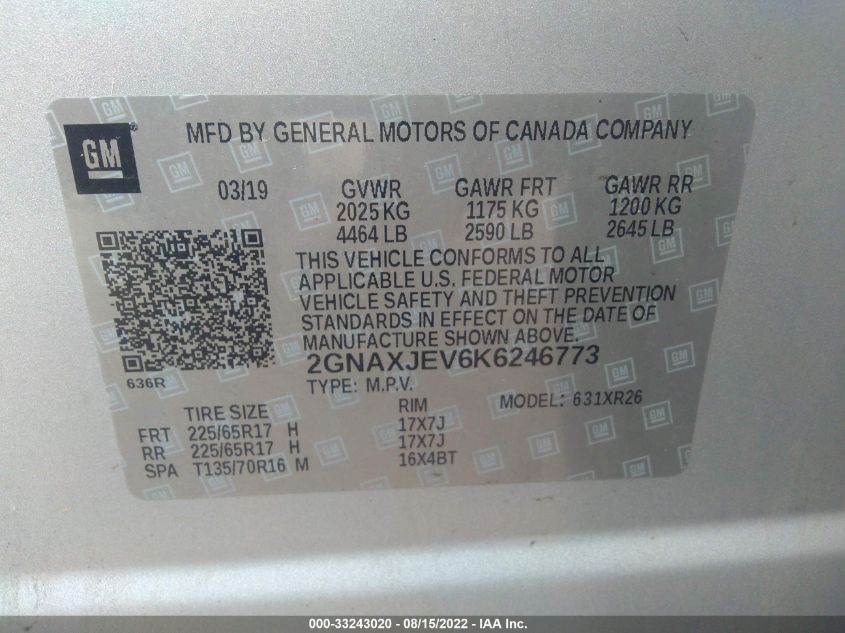 GM
MFD BY GENERAL MOTORS OF CANADA COMPANY
03/19 GVWR GAWR FRT GAWR RR
2025 KG 1175 KG 1200 KG
4464 LB 2590 LB 2645 LB
THIS VEHICLE CONFORMS TO ALL
APPLICABLE U.S. FEDERAL MOTOR
VEHICLE SAFETY AND THEFT PREVENTION
STANDARDS IN EFFECT ON THE DATE OF
MANUFACTURE SHOWN ABOVE.
2GNAXJEV6K6246773
636R TYPE: M.P.V. MODEL: 631XR26
TIRE SIZE RIM
FRT 225/65R17 H 17X7J
RR 225/65R17 H 17X7J
SPA T135/70R16 M 16X4BT
000-33243020 - 08/15/2022 - IAA Inc.